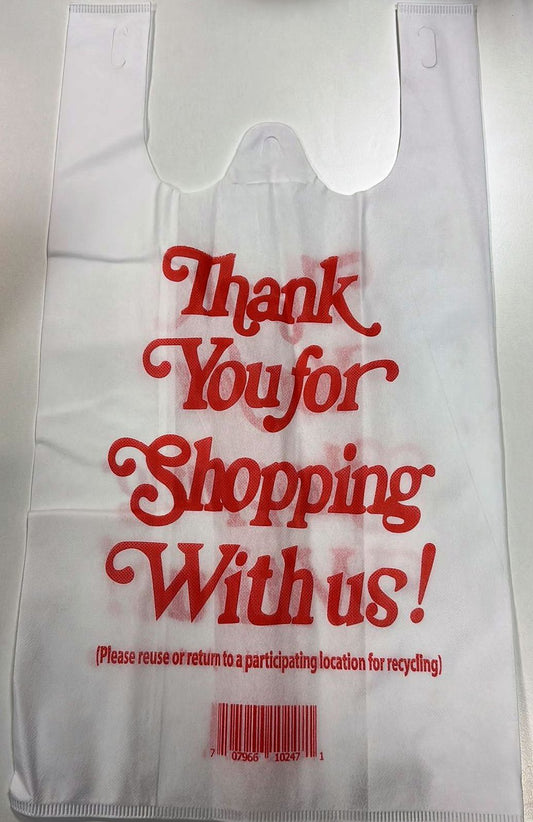 Thank
You for
Shopping
With us!
(Please reuse or return to a participating location for recycling)
7 07966 10247 1